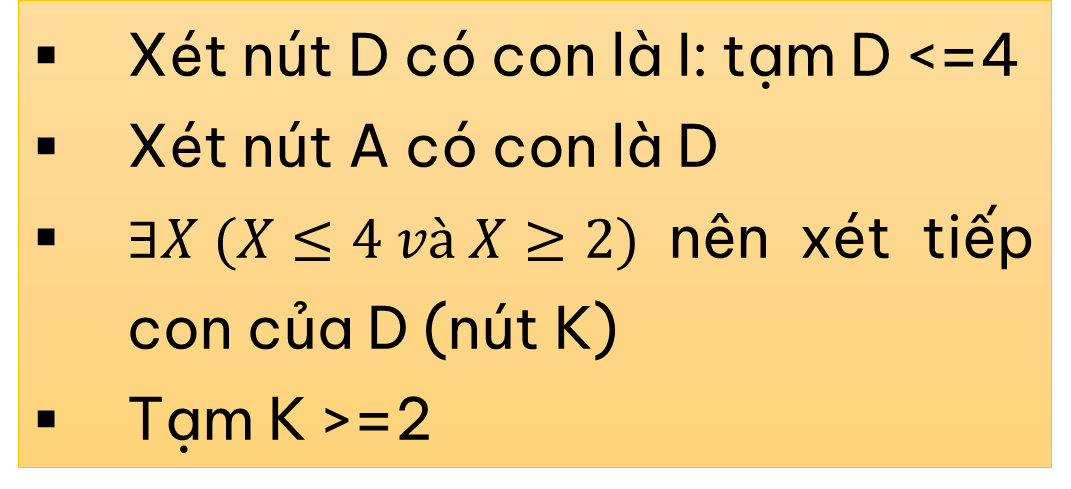 ▪ Xét nút D có con là I: tạm D <=4
▪ Xét nút A có con là D
▪ ∃X (X ≤ 4 và X ≥ 2) nên xét tiếp
con của D (nút K)
▪ Tạm K >=2